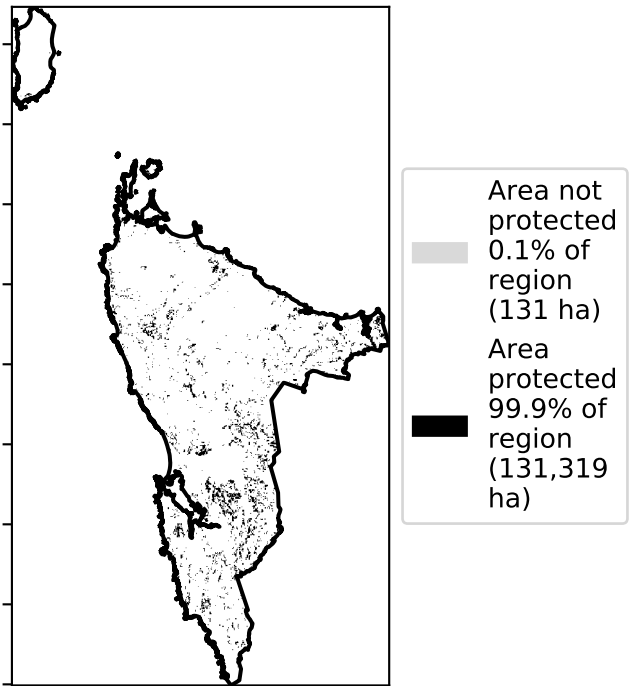 Area not
protected
0.1% of
region
(131 ha)
Area
protected
99.9% of
region
(131,319
ha)